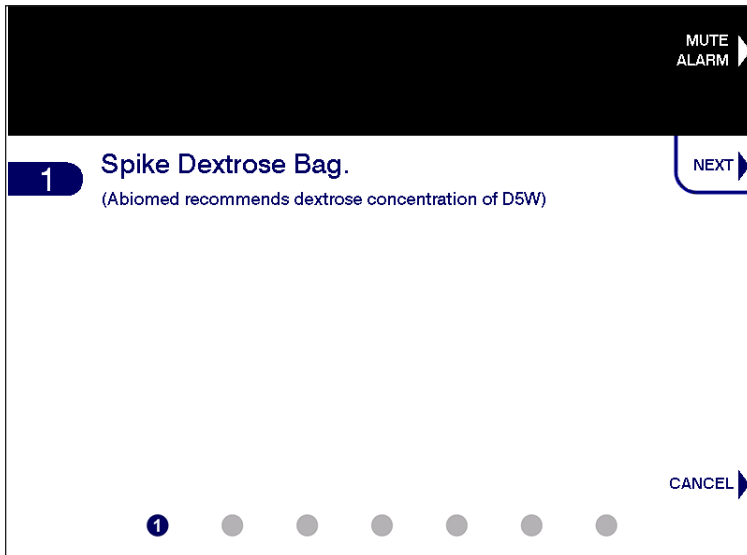 MUTE
ALARM
1
Spike Dextrose Bag.
NEXT
(Abiomed recommends dextrose concentration of D5W)
CANCEL
1